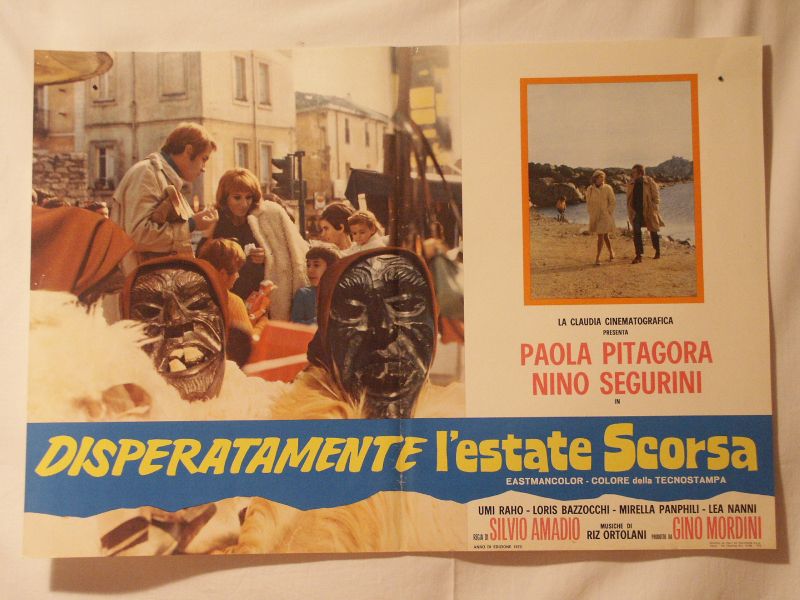 LA CLAUDIA CINEMATOGRAFICA
PRESENTA
PAOLA PITAGORA
NINO SEGURINI
IN
DISPERATAMENTE l'estate Scorsa
EASTMANCOLOR - COLORE della TECNOSTAMPA
UMI RAHO - LORIS BAZZOCCHI - MIRELLA PANPHILI - LEA NANNI
REGIA DI SILVIO AMADIO MUSICHE DI RIZ ORTOLANI PRODOTTO DA GINO MORDINI